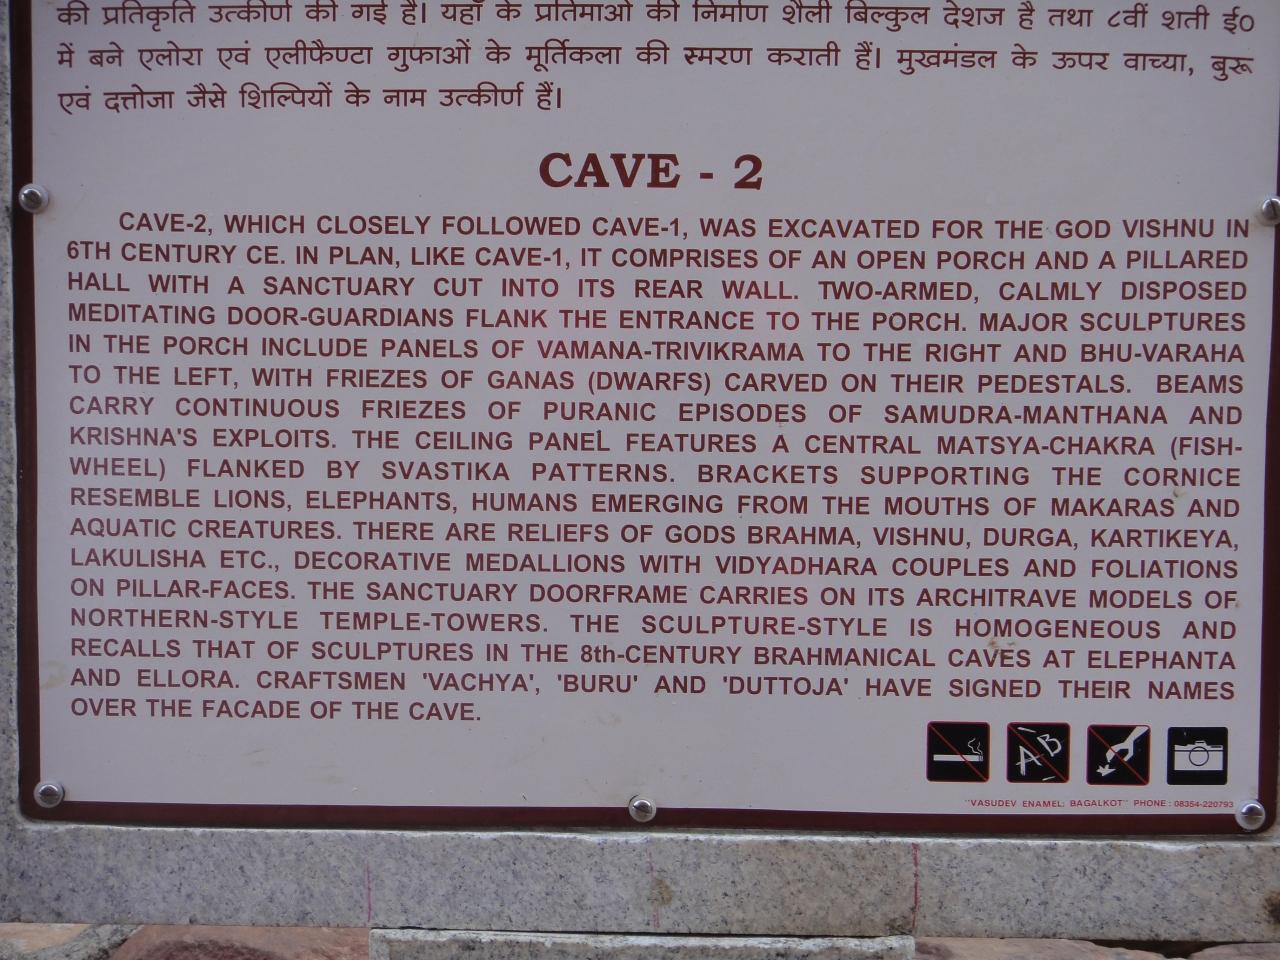 की प्रतिकृति उत्कीर्ण की गई है। यहाँ के प्रतिमाओं की निर्माण शैली बिल्कुल देशज है तथा ८वीं शती ई०
में बने एलोरा एवं एलीफैण्टा गुफाओं के मूर्तिकला की स्मरण कराती हैं। मुखमंडल के ऊपर वाच्या, बुरू
एवं दत्तोजा जैसे शिल्पियों के नाम उत्कीर्ण हैं।
CAVE - 2
CAVE-2, WHICH CLOSELY FOLLOWED CAVE-1, WAS EXCAVATED FOR THE GOD VISHNU IN
6TH CENTURY CE. IN PLAN, LIKE CAVE-1, IT COMPRISES OF AN OPEN PORCH AND A PILLARED
HALL WITH A SANCTUARY CUT INTO ITS REAR WALL. TWO-ARMED, CALMLY DISPOSED
MEDITATING DOOR-GUARDIANS FLANK THE ENTRANCE TO THE PORCH. MAJOR SCULPTURES
IN THE PORCH INCLUDE PANELS OF VAMANA-TRIVIKRAMA TO THE RIGHT AND BHU-VARAHA
TO THE LEFT, WITH FRIEZES OF GANAS (DWARFS) CARVED ON THEIR PEDESTALS. BEAMS
CARRY CONTINUOUS FRIEZES OF PURANIC EPISODES OF SAMUDRA-MANTHANA AND
KRISHNA'S EXPLOITS. THE CEILING PANEL FEATURES A CENTRAL MATSYA-CHAKRA (FISH-
WHEEL) FLANKED BY SVASTIKA PATTERNS. BRACKETS SUPPORTING THE CORNICE
RESEMBLE LIONS, ELEPHANTS, HUMANS EMERGING FROM THE MOUTHS OF MAKARAS AND
AQUATIC CREATURES. THERE ARE RELIEFS OF GODS BRAHMA, VISHNU, DURGA, KARTIKEYA,
LAKULISHA ETC., DECORATIVE MEDALLIONS WITH VIDYADHARA COUPLES AND FOLIATIONS
ON PILLAR-FACES. THE SANCTUARY DOORFRAME CARRIES ON ITS ARCHITRAVE MODELS OF
NORTHERN-STYLE TEMPLE-TOWERS. THE SCULPTURE-STYLE IS HOMOGENEOUS AND
RECALLS THAT OF SCULPTURES IN THE 8th-CENTURY BRAHMANICAL CAVES AT ELEPHANTA
AND ELLORA. CRAFTSMEN 'VACHYA', 'BURU' AND 'DUTTOJA' HAVE SIGNED THEIR NAMES
OVER THE FACADE OF THE CAVE.
A B
"VASUDEV ENAMEL: BAGALKOT" PHONE : 08354-220793